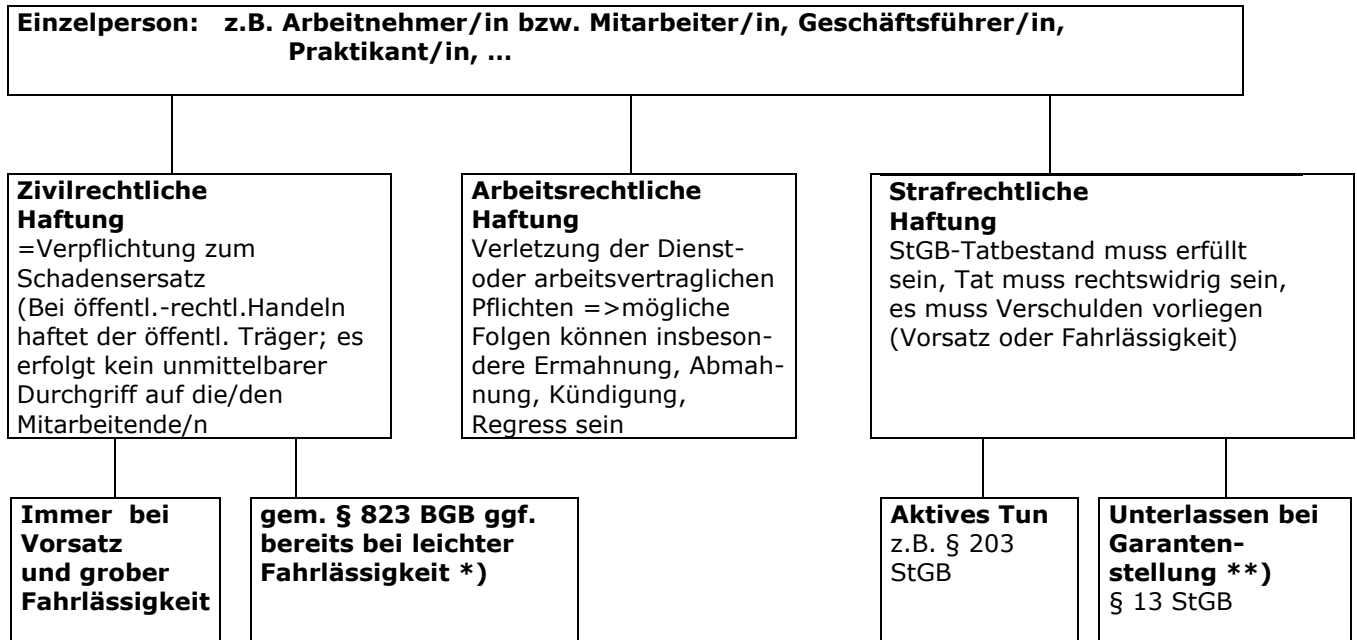 Einzelperson: z.B. Arbeitnehmer/in bzw. Mitarbeiter/in, Geschäftsführer/in,
Praktikant/in, ...
Zivilrechtliche
Haftung
=Verpflichtung zum
Schadensersatz
(Bei öffentl.-rechtl.Handeln
haftet der öffentl. Träger; es
erfolgt kein unmittelbarer
Durchgriff auf die/den
Mitarbeitende/n
Arbeitsrechtliche
Haftung
Verletzung der Dienst-
oder arbeitsvertraglichen
Pflichten =>mögliche
Folgen können insbeson-
dere Ermahnung, Abmah-
nung, Kündigung,
Regress sein
Strafrechtliche
Haftung
StGB-Tatbestand muss erfüllt
sein, Tat muss rechtswidrig sein,
es muss Verschulden vorliegen
(Vorsatz oder Fahrlässigkeit)
Immer bei
Vorsatz
und grober
Fahrlässigkeit
gem. § 823 BGB ggf.
bereits bei leichter
Fahrlässigkeit *)
Aktives Tun
z.B. § 203
StGB
Unterlassen bei
Garanten-
stellung **)
§ 13 StGB